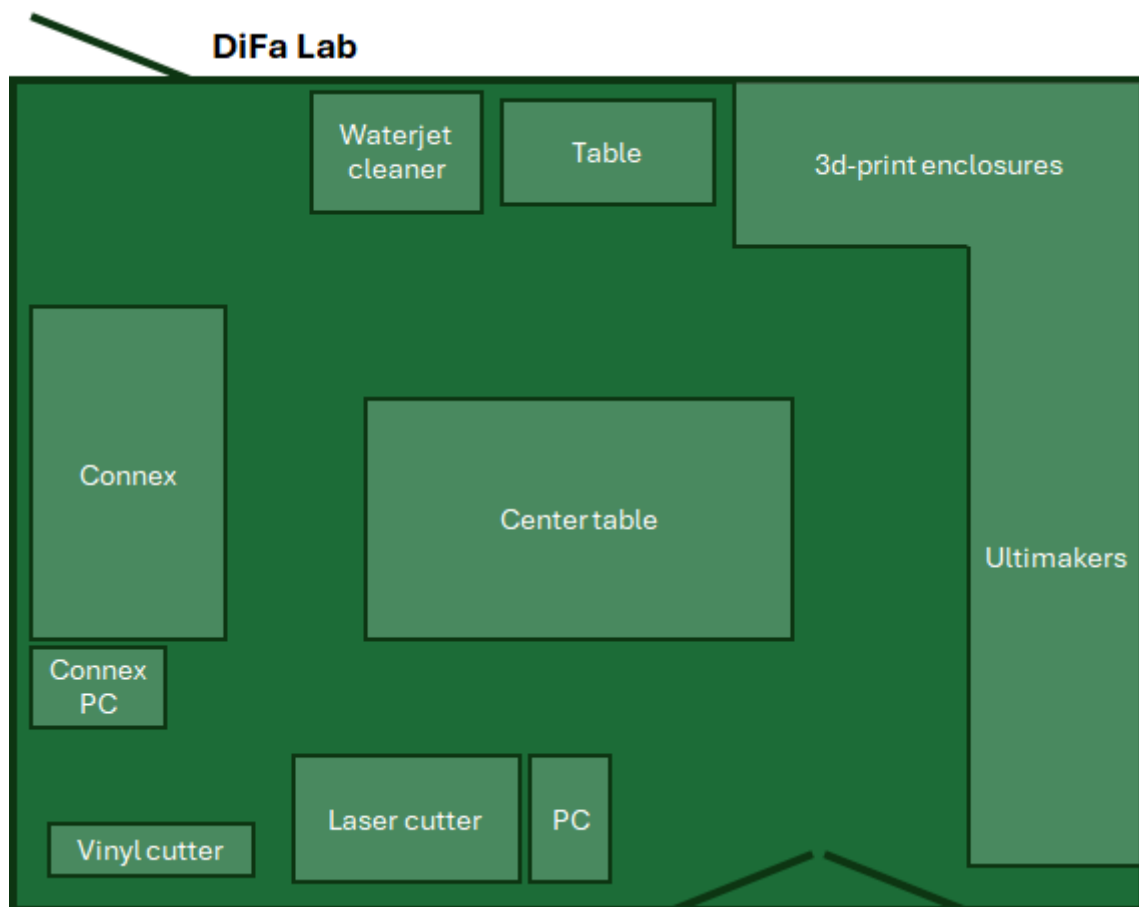 DiFa Lab
Waterjet
cleaner
Table
3d-print enclosures
Connex
Center table
Ultimakers
Connex
PC
Laser cutter
PC
Vinyl cutter